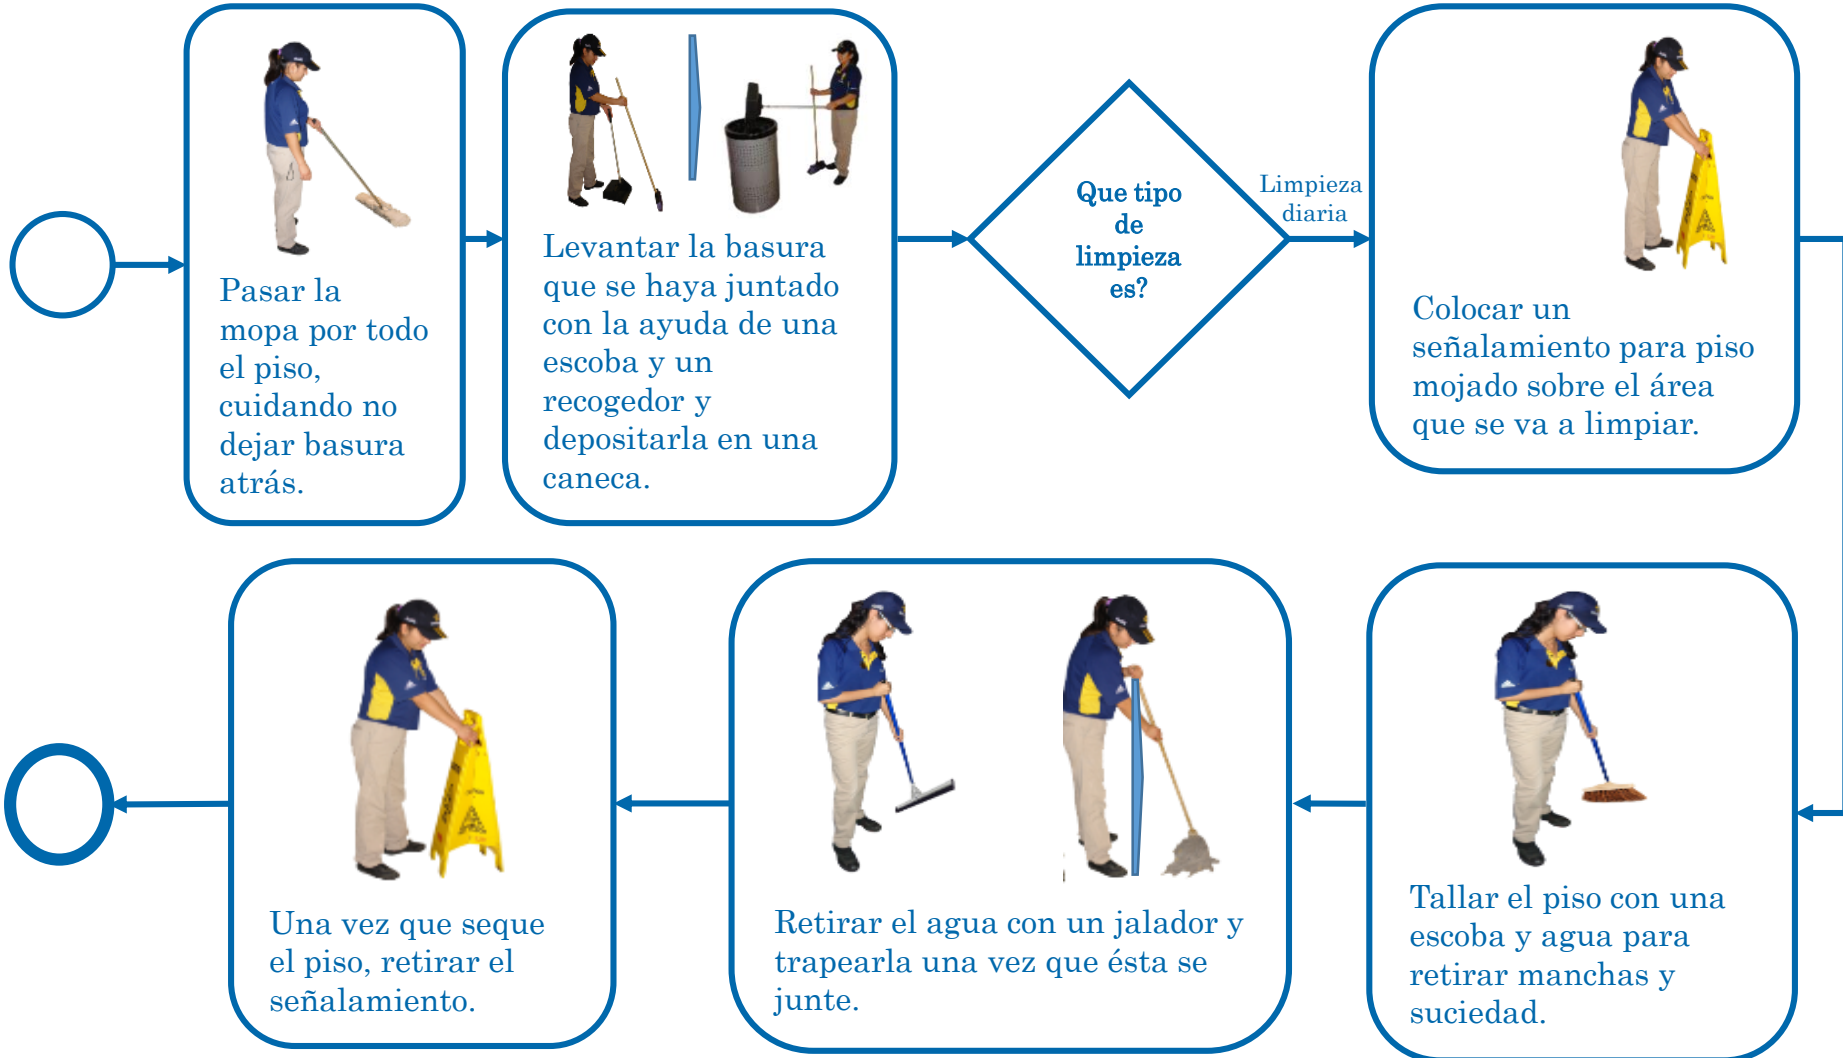 Pasar la
mopa por todo
el piso,
cuidando no
dejar basura
atrás.
Levantar la basura
que se haya juntado
con la ayuda de una
escoba y un
recogedor y
depositarla en una
caneca.
Que tipo
de
limpieza
es?
Limpieza
diaria
Colocar un
señalamiento para piso
mojado sobre el área
que se va a limpiar.
Tallar el piso con una
escoba y agua para
retirar manchas y
suciedad.
Retirar el agua con un jalador y
trapearla una vez que ésta se
junte.
Una vez que seque
el piso, retirar el
señalamiento.